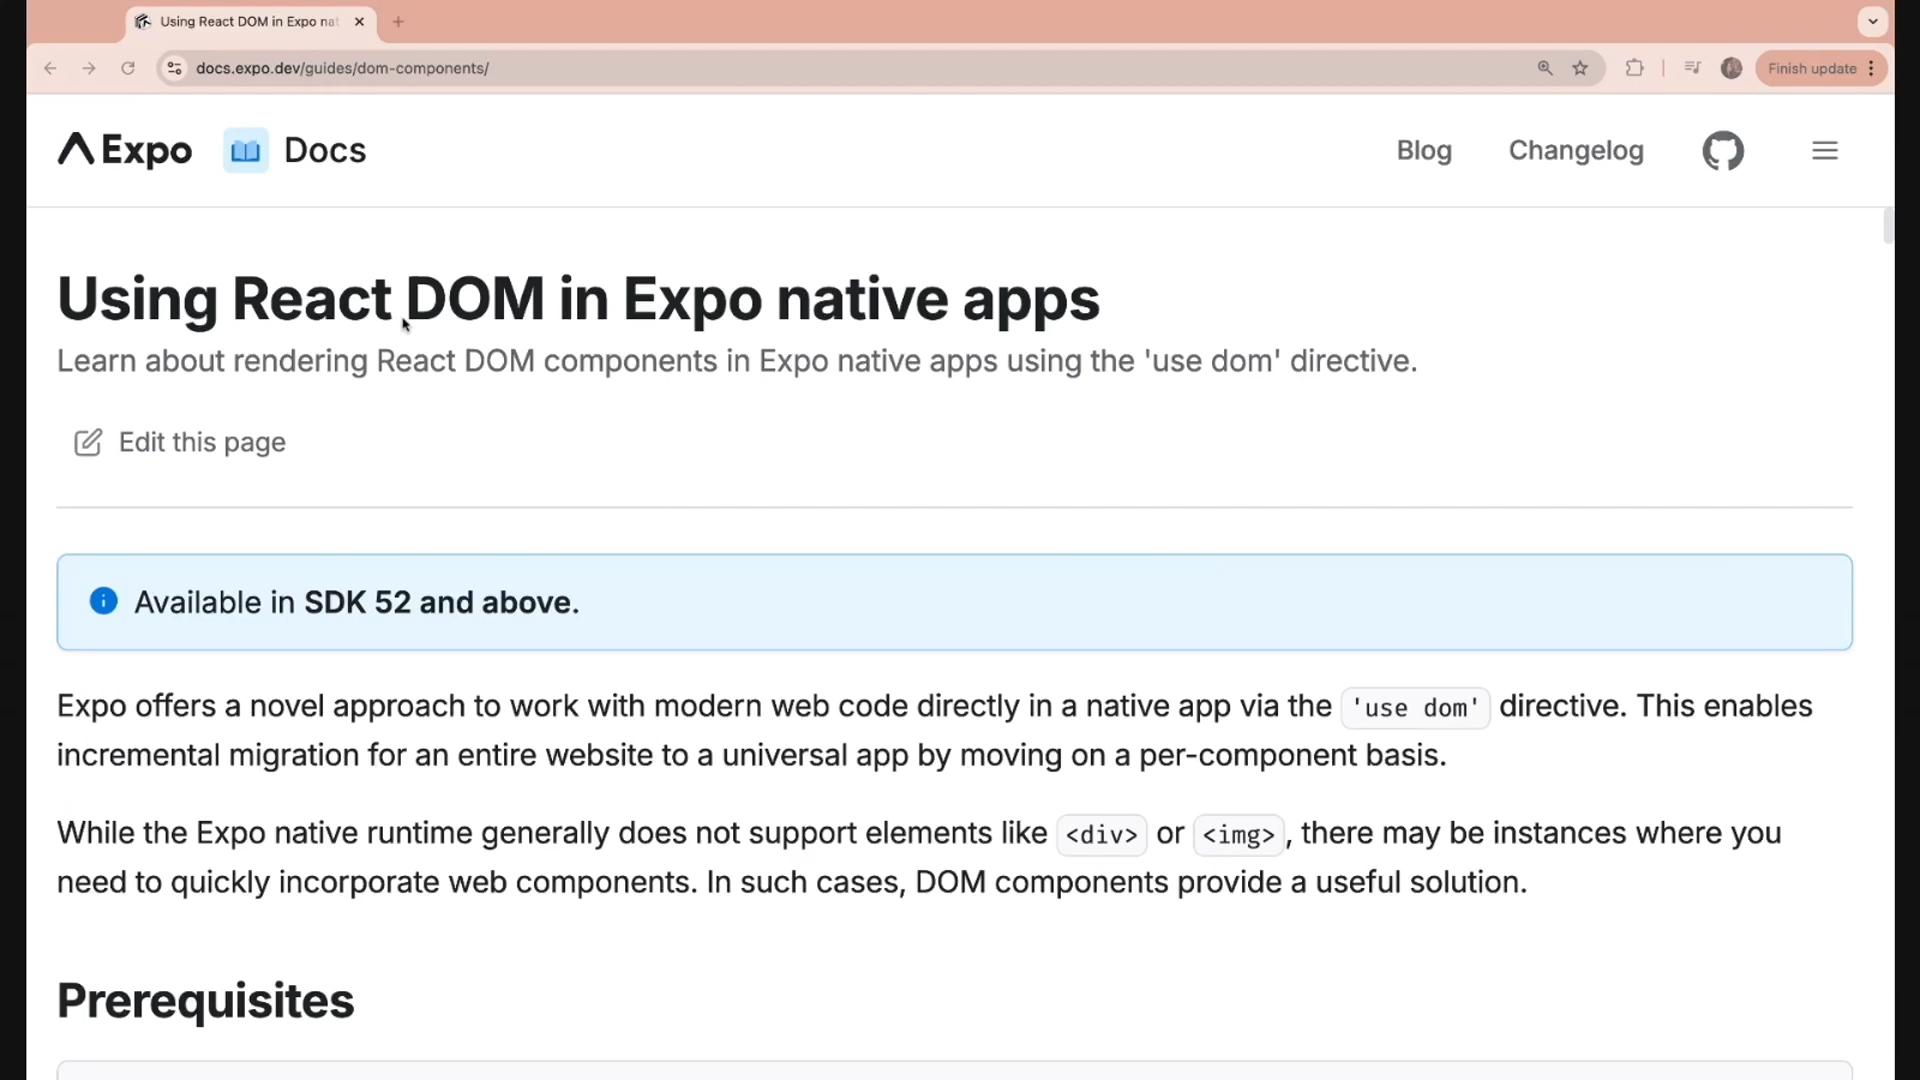 Using React DOM in Expo nat
docs.expo.dev/guides/dom-components/
Finish update
Expo
Docs
Blog
Changelog
Using React DOM in Expo native apps
Learn about rendering React DOM components in Expo native apps using the 'use dom' directive.
Edit this page
Available in SDK 52 and above.
Expo offers a novel approach to work with modern web code directly in a native app via the 'use dom' directive. This enables
incremental migration for an entire website to a universal app by moving on a per-component basis.
While the Expo native runtime generally does not support elements like <div> or <img>, there may be instances where you
need to quickly incorporate web components. In such cases, DOM components provide a useful solution.
Prerequisites